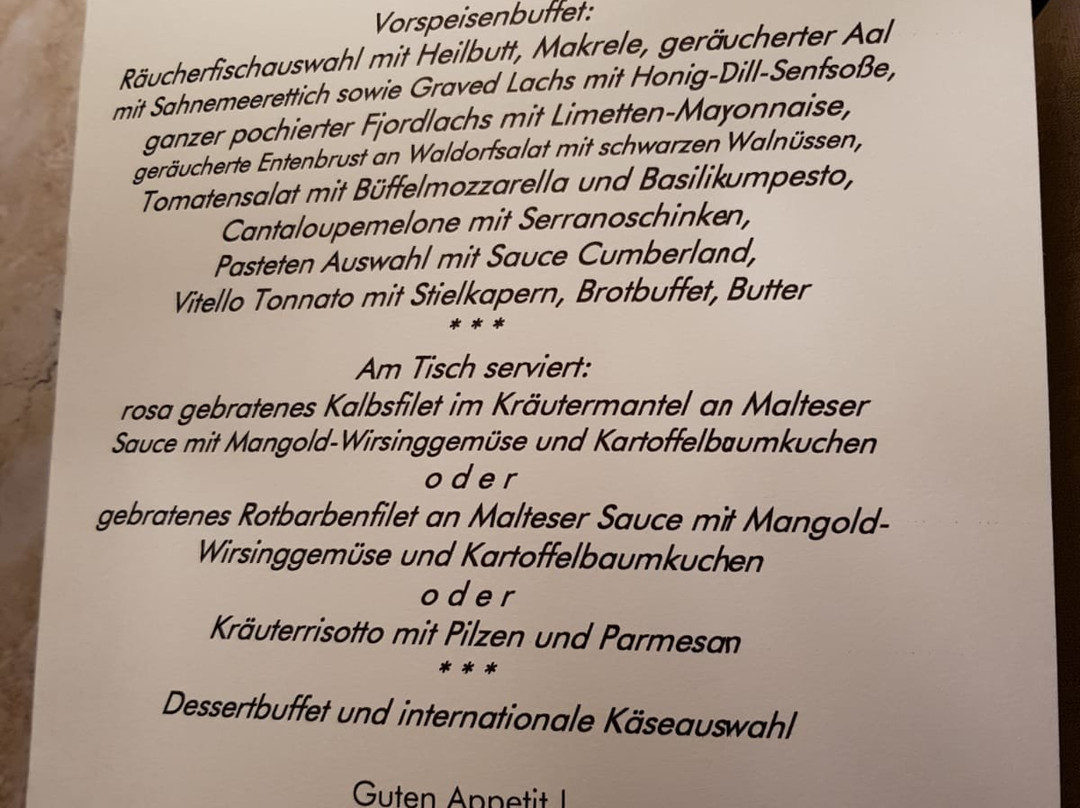 Vorspeisenbuffet:
Räucherfischauswahl mit Heilbutt, Makrele, geräucherter Aal
mit Sahnemeerettich sowie Graved Lachs mit Honig-Dill-Senfsoße,
ganzer pochierter Fjordlachs mit Limetten-Mayonnaise,
geräucherte Entenbrust an Waldorfsalat mit schwarzen Walnüssen,
Tomatensalat mit Büffelmozzarella und Basilikumpesto,
Cantaloupemelone mit Serranoschinken,
Pasteten Auswahl mit Sauce Cumberland,
Vitello Tonnato mit Stielkapern, Brotbuffet, Butter
* * *
Am Tisch serviert:
rosa gebratenes Kalbsfilet im Kräutermantel an Malteser
Sauce mit Mangold-Wirsinggemüse und Kartoffelbaumkuchen
o d e r
gebratenes Rotbarbenfilet an Malteser Sauce mit Mangold-
Wirsinggemüse und Kartoffelbaumkuchen
o d e r
Kräuterrisotto mit Pilzen und Parmesan
* * *
Dessertbuffet und internationale Käseauswahl
Guten Appetit !